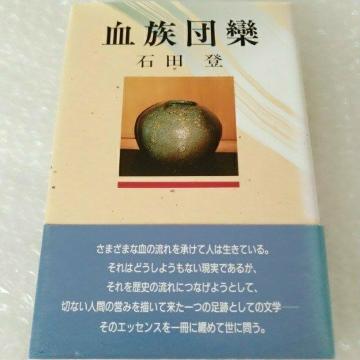 血族団欒
石田 登
さまざまな血の流れを承けて人は生きている。
それはどうしようもない現実であるが、
それを歴史の流れにつなげようとして、
切ない人間の営みを描いて来た一つの足跡としての文学――
そのエッセンスを一冊に纏めて世に問う。